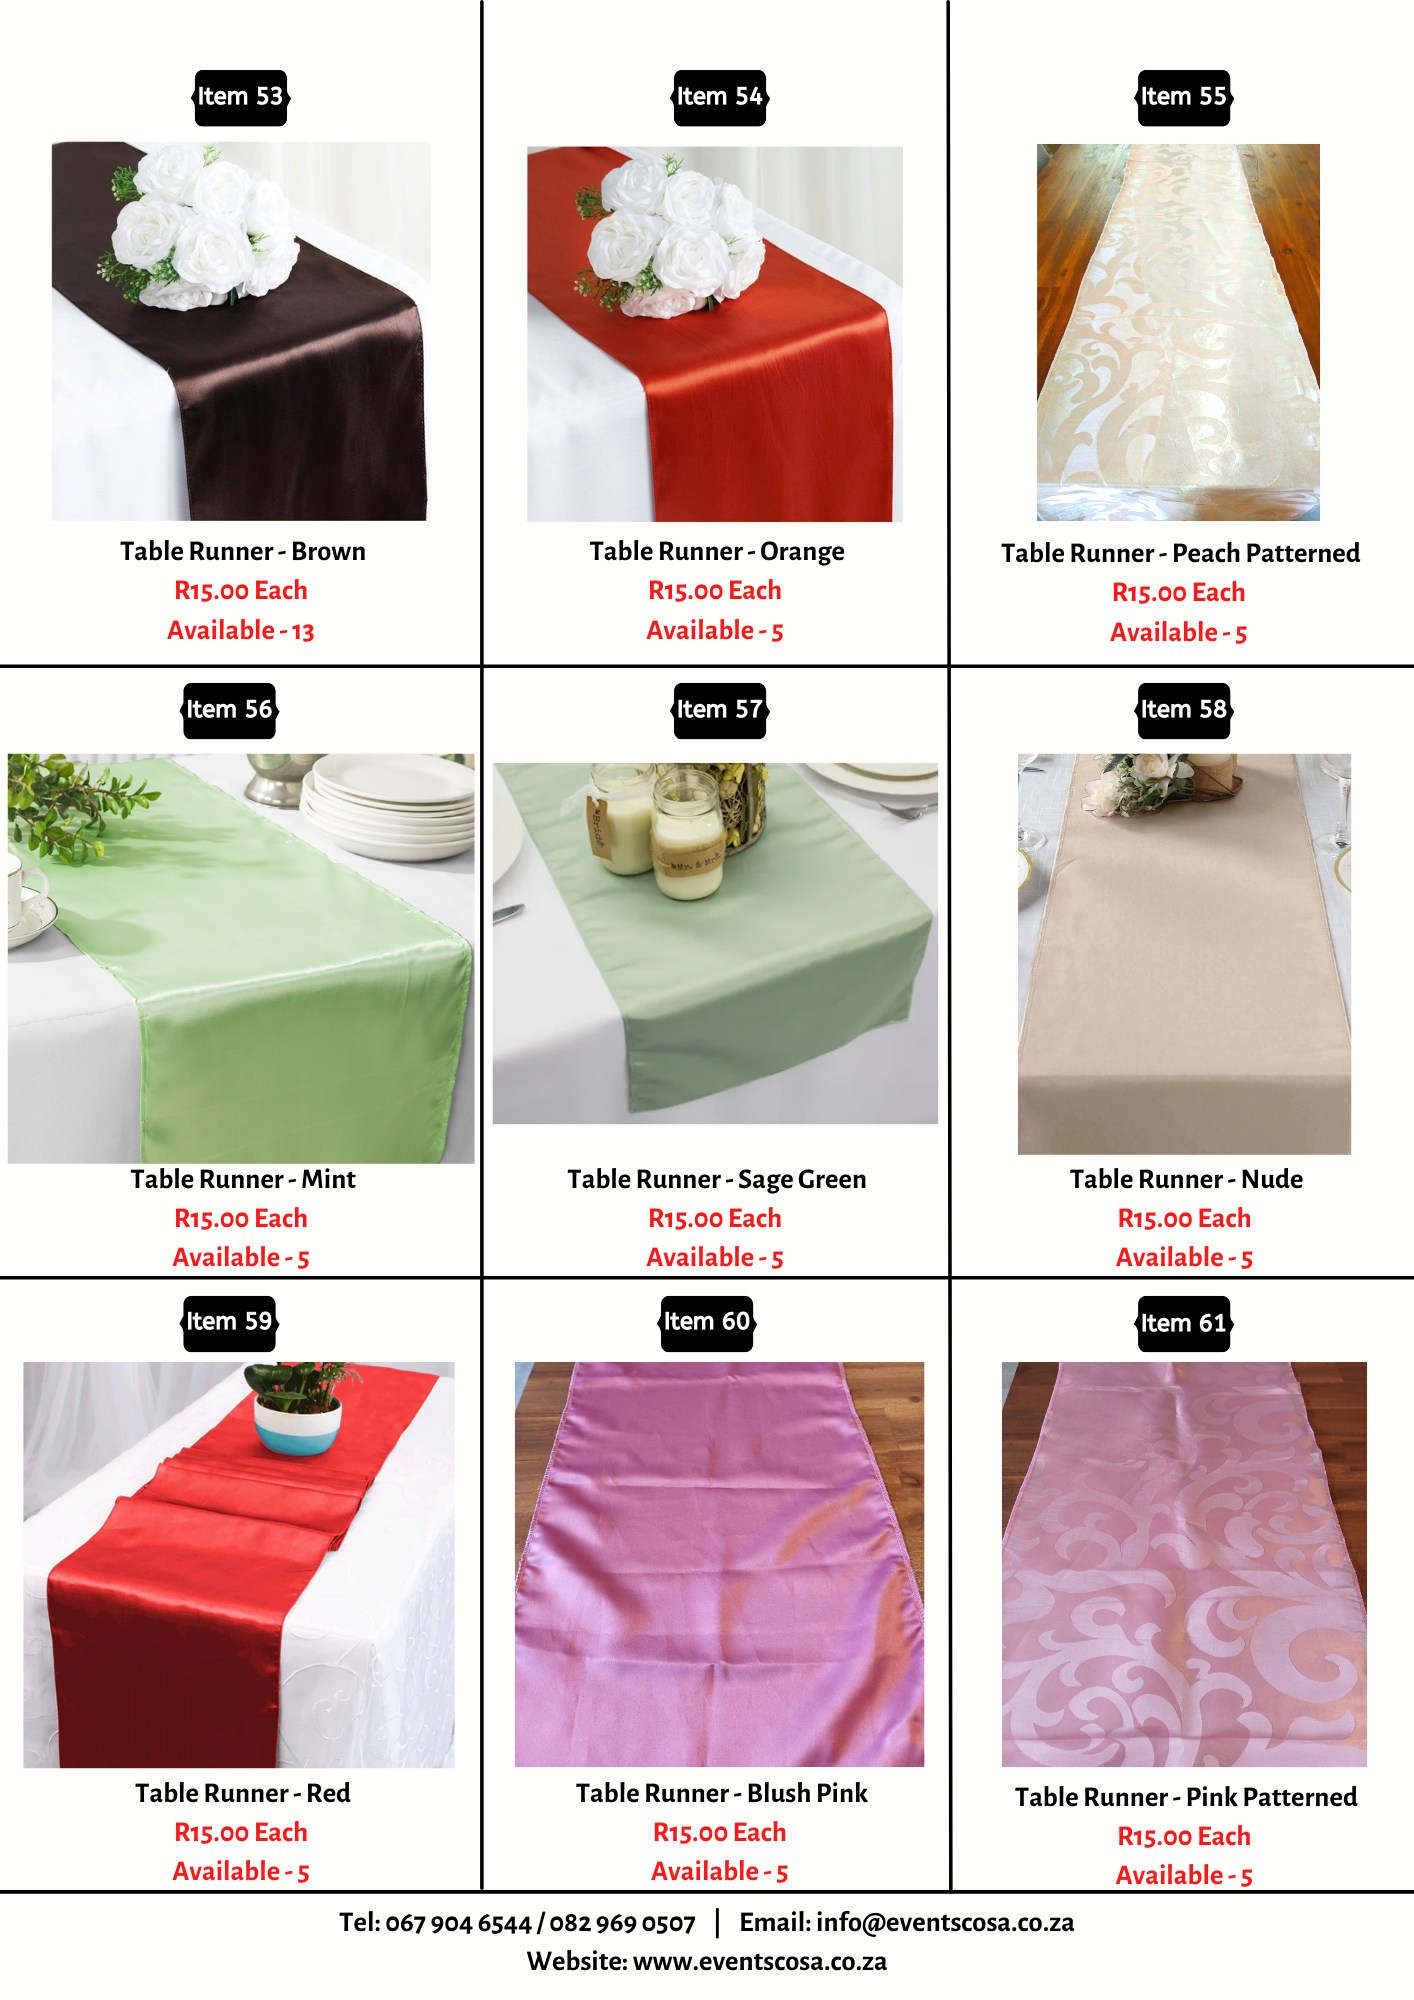 Item 53
Table Runner - Brown
R15.00 Each
Available - 13
Item 54
Table Runner - Orange
R15.00 Each
Available - 5
Item 55
Table Runner - Peach Patterned
R15.00 Each
Available - 5
Item 56
Table Runner - Mint
R15.00 Each
Available - 5
Item 57
Bride
Mr. & Mrs.
Table Runner - Sage Green
R15.00 Each
Available - 5
Item 58
Table Runner - Nude
R15.00 Each
Available - 5
Item 59
Table Runner - Red
R15.00 Each
Available - 5
Item 60
Table Runner - Blush Pink
R15.00 Each
Available - 5
Item 61
Table Runner - Pink Patterned
R15.00 Each
Available - 5
Tel: 067 904 6544 / 082 969 0507 | Email: info@eventscosa.co.za
Website: www.eventscosa.co.za